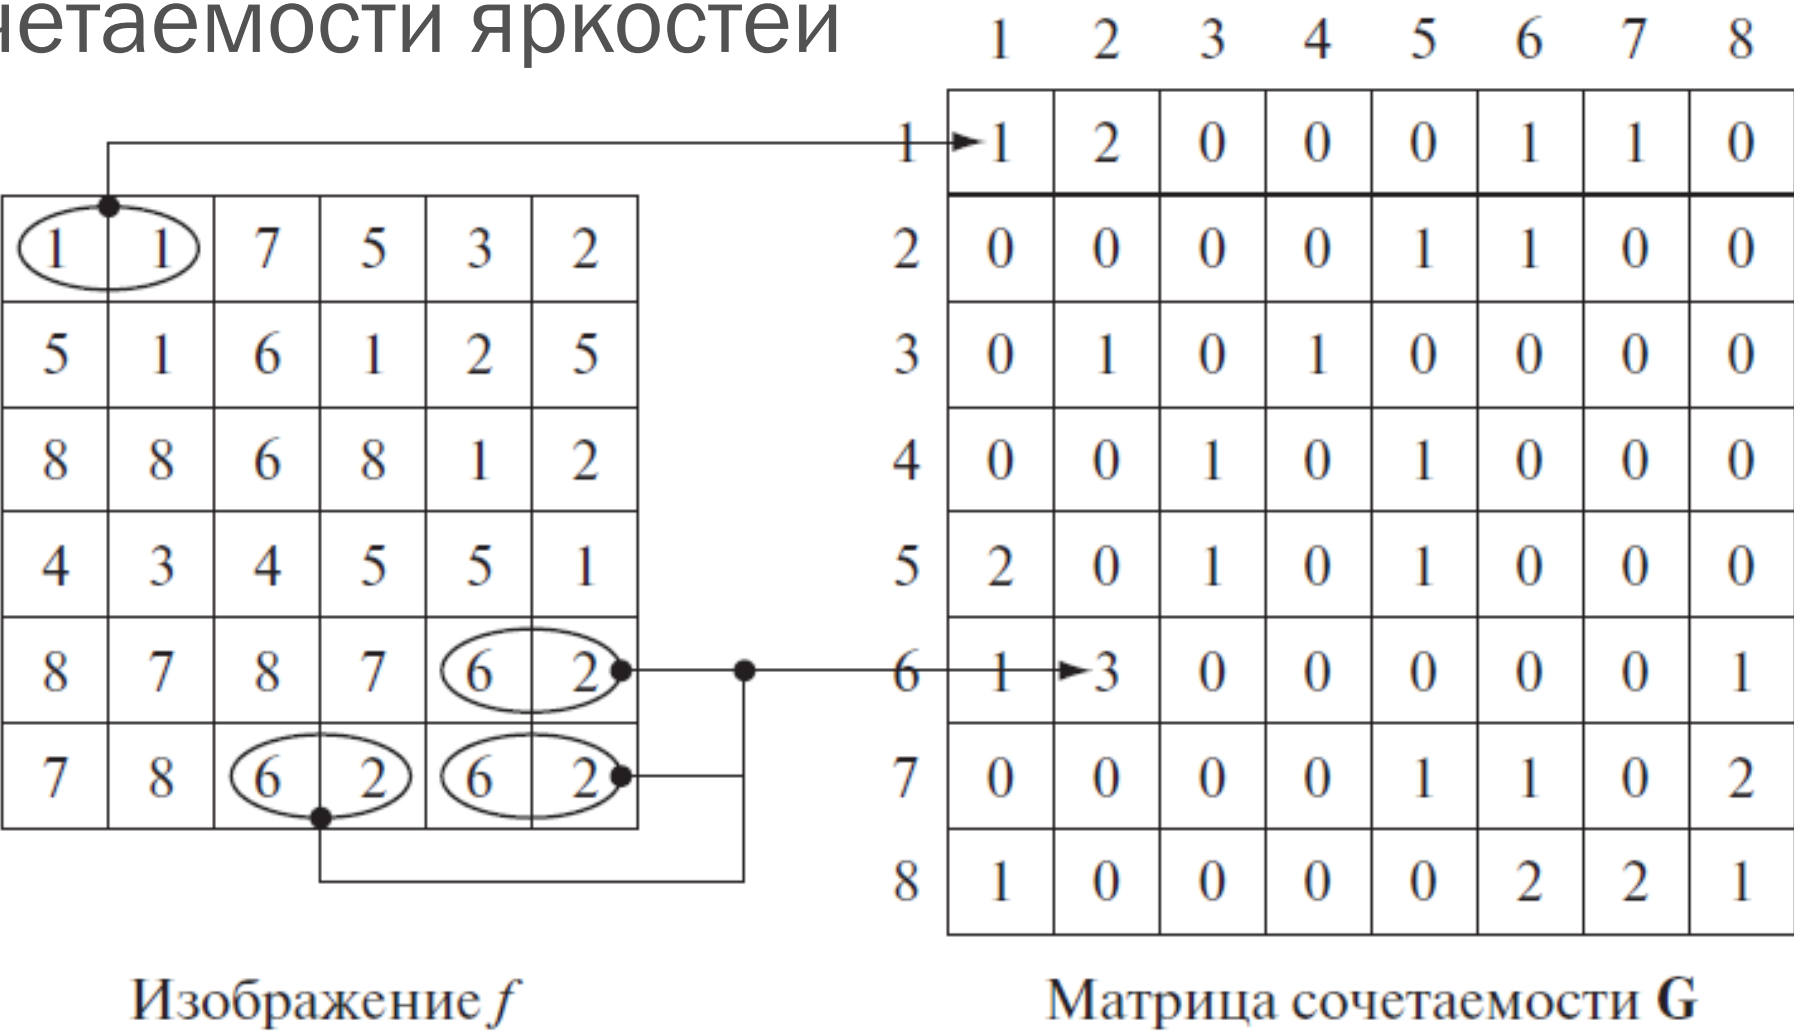 четаемости яркостей
1 1 7 5 3 2
5 1 6 1 2 5
8 8 6 8 1 2
4 3 4 5 5 1
8 7 8 7 6 2
7 8 6 2 6 2
Изображение f
1 2 3 4 5 6 7 8
1 1 2 0 0 0 1 1 0
2 0 0 0 0 1 1 0 0
3 0 1 0 1 0 0 0 0
4 0 0 1 0 1 0 0 0
5 2 0 1 0 1 0 0 0
6 1 3 0 0 0 0 0 1
7 0 0 0 0 1 1 0 2
8 1 0 0 0 0 2 2 1
Матрица сочетаемости G